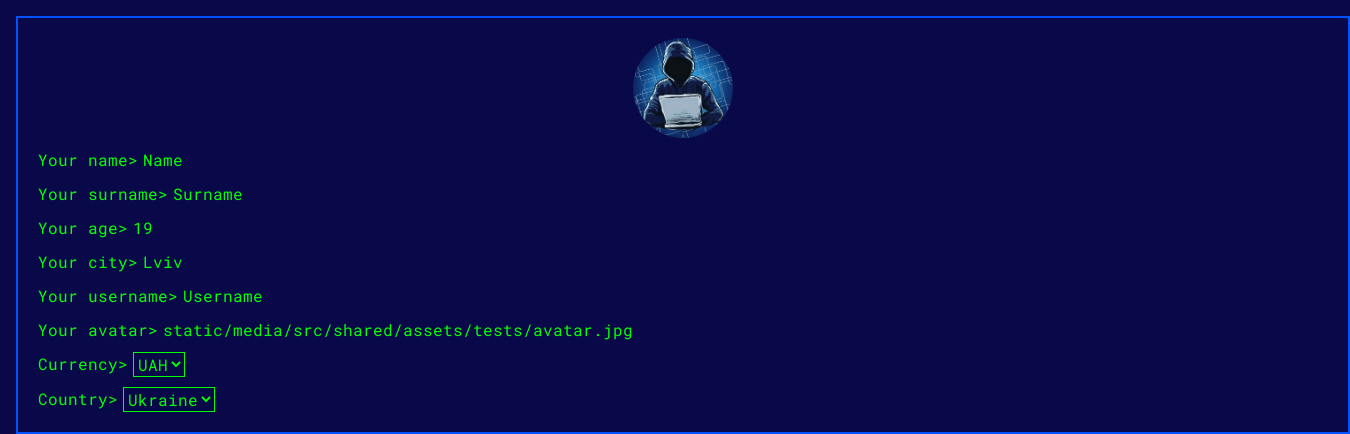 Your name> Name
Your surname> Surname
Your age> 19
Your city> Lviv
Your username> Username
Your avatar> static/media/src/shared/assets/tests/avatar.jpg
Currency> UAH
Country> Ukraine